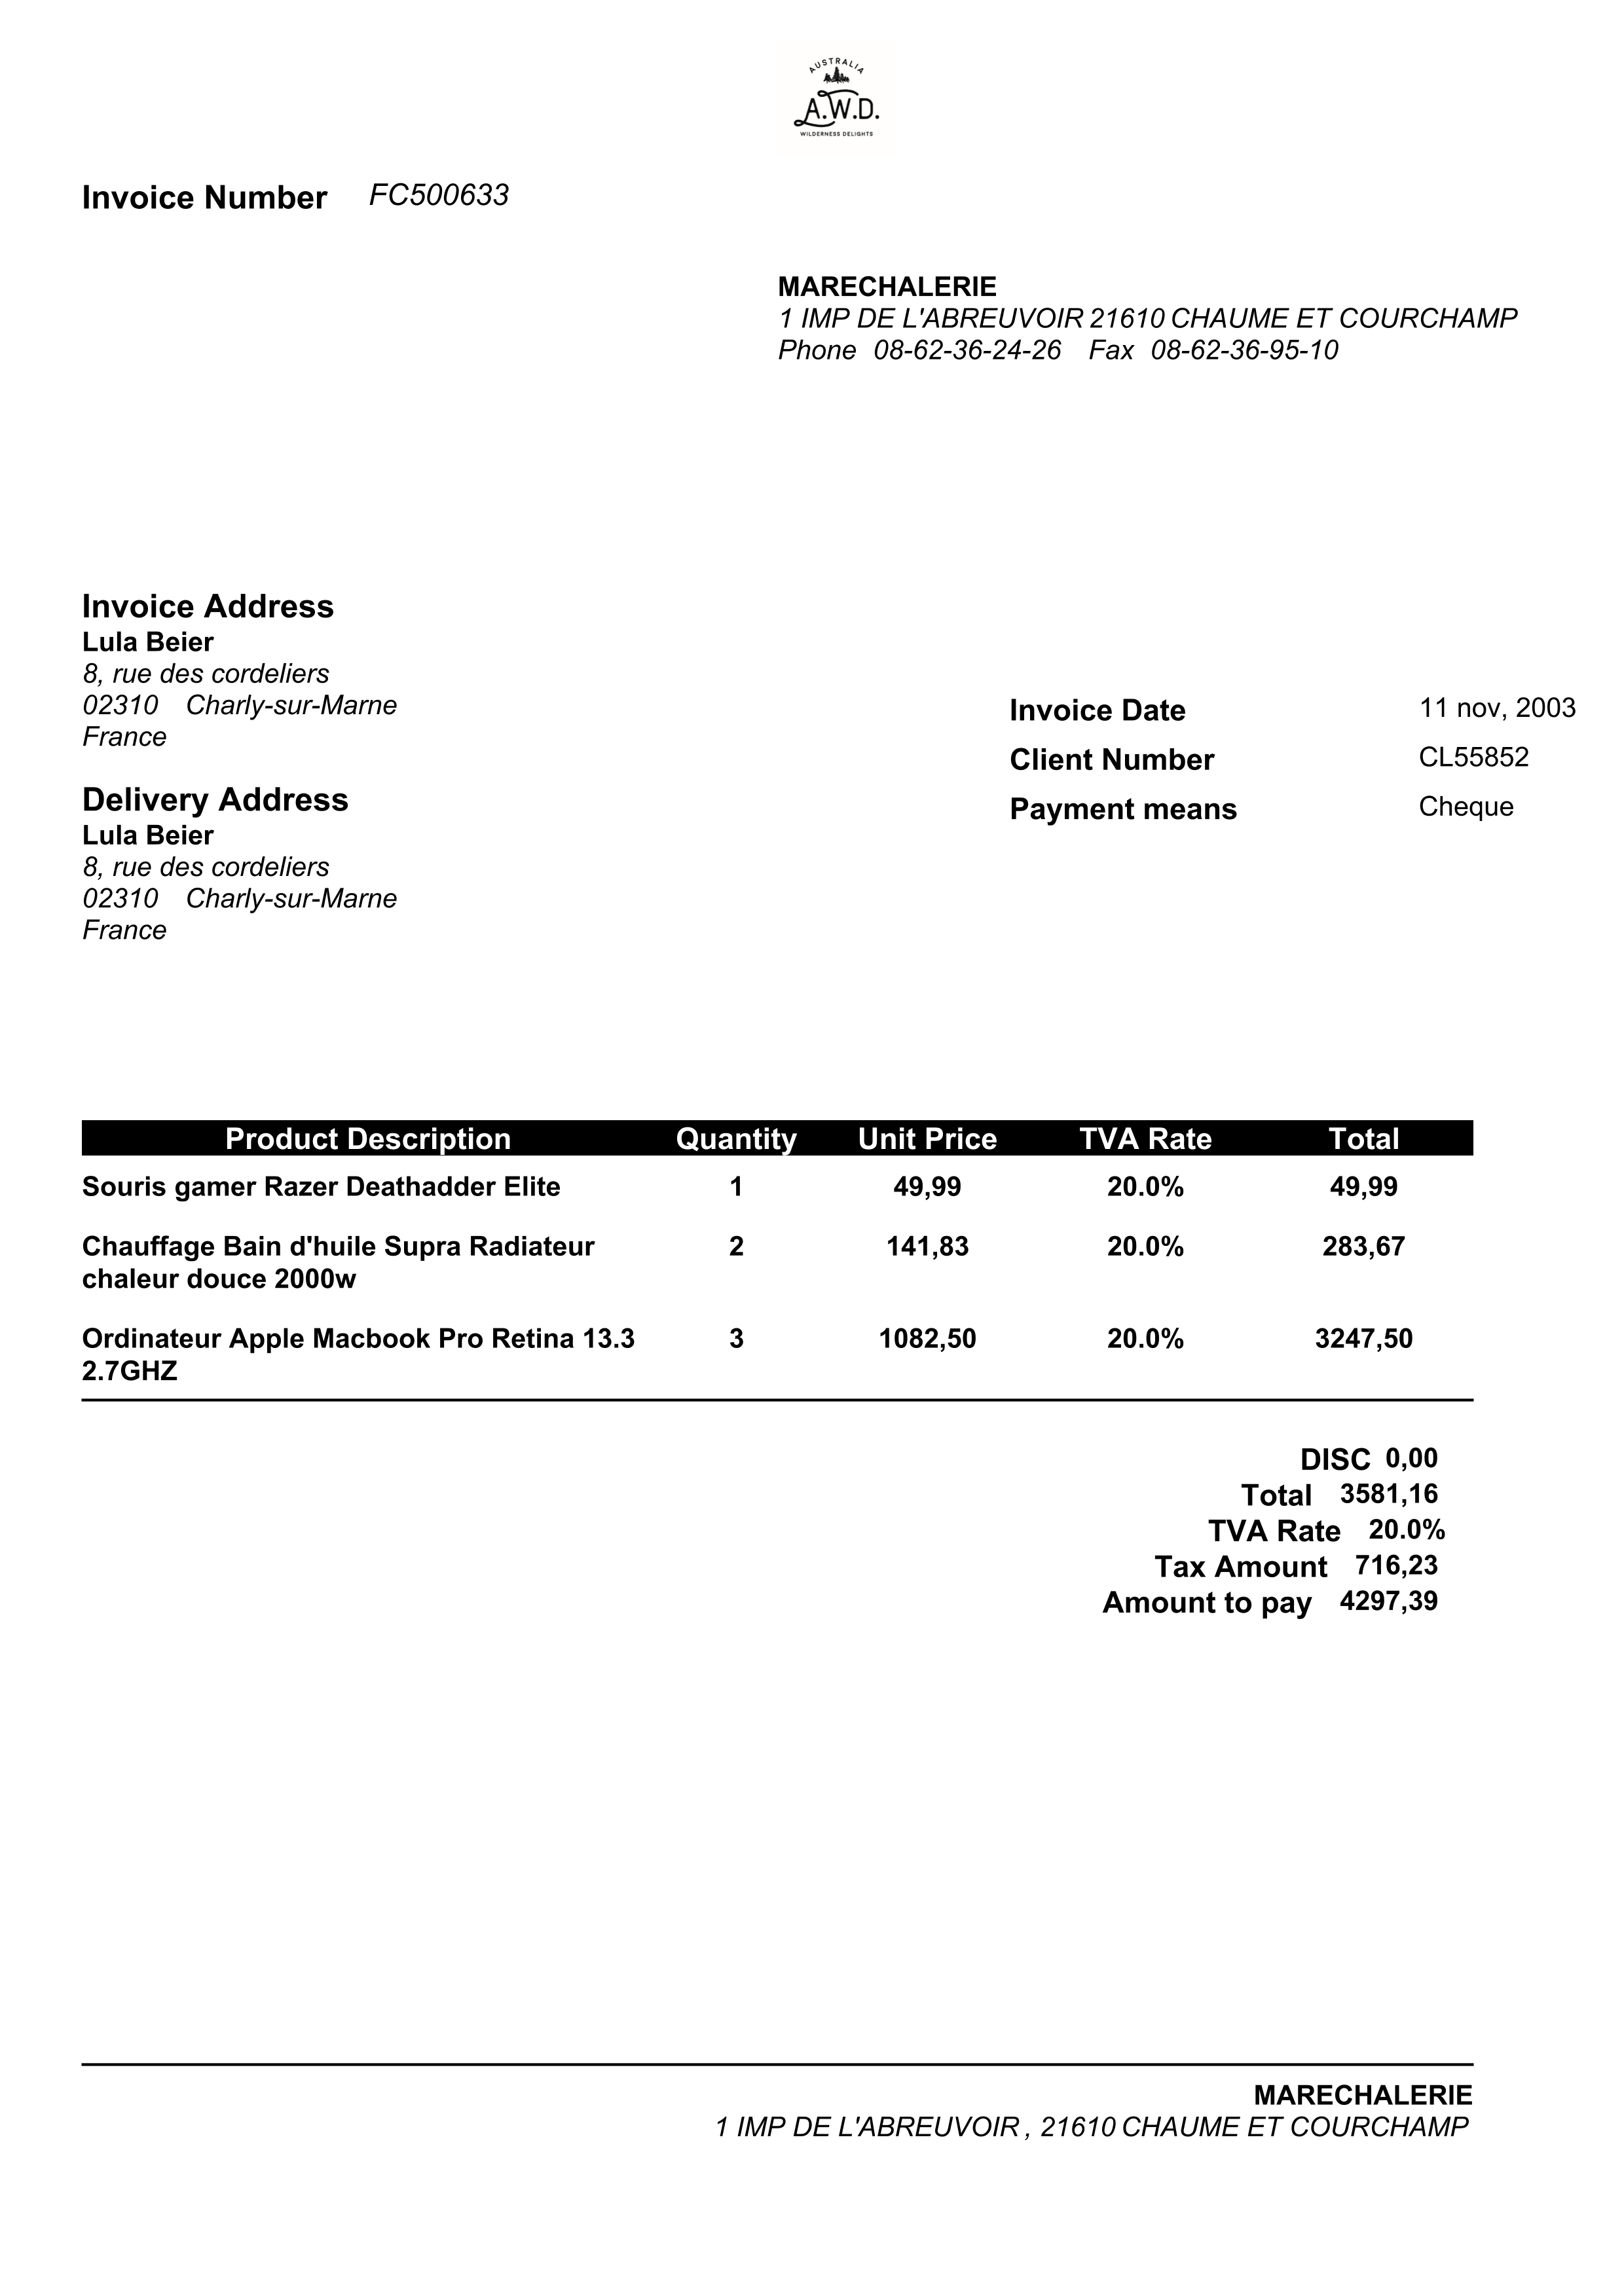 AUSTRALIA
A.W.D.
WILDERNESS DELIGHTS
Invoice Number FC500633
MARECHALERIE
1 IMP DE L'ABREUVOIR 21610 CHAUME ET COURCHAMP
Phone 08-62-36-24-26 Fax 08-62-36-95-10
Invoice Address
Lula Beier
8, rue des cordeliers
02310 Charly-sur-Marne
France
Invoice Date 11 nov, 2003
Client Number CL55852
Payment means Cheque
Delivery Address
Lula Beier
8, rue des cordeliers
02310 Charly-sur-Marne
France
Product Description Quantity Unit Price TVA Rate Total
Souris gamer Razer Deathadder Elite 1 49,99 20.0% 49,99
Chauffage Bain d'huile Supra Radiateur 2 141,83 20.0% 283,67
chaleur douce 2000w
Ordinateur Apple Macbook Pro Retina 13.3 3 1082,50 20.0% 3247,50
2.7GHZ
DISC 0,00
Total 3581,16
TVA Rate 20.0%
Tax Amount 716,23
Amount to pay 4297,39
MARECHALERIE
1 IMP DE L'ABREUVOIR , 21610 CHAUME ET COURCHAMP